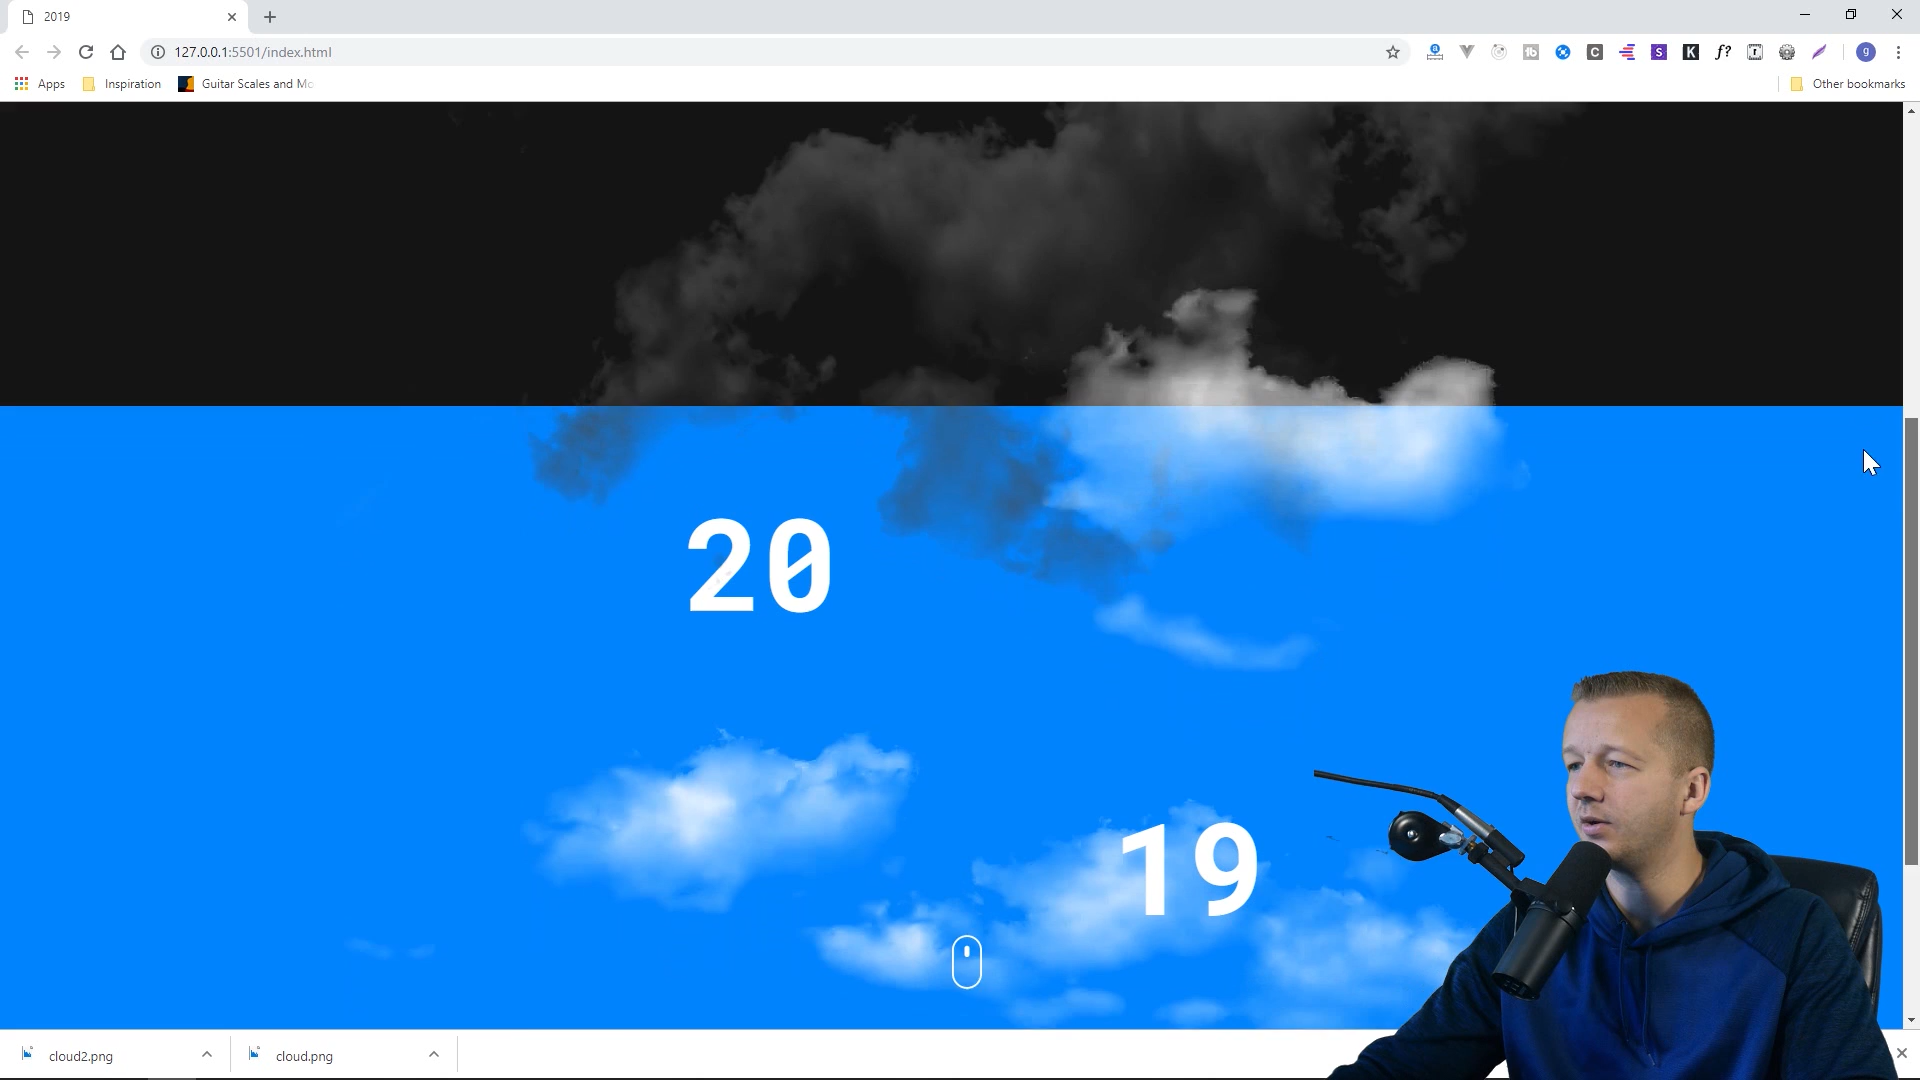 2019
127.0.0.1:5501/index.html
Apps
Inspiration
Guitar Scales and Mo
Other bookmarks
20
19
cloud2.png
cloud.png